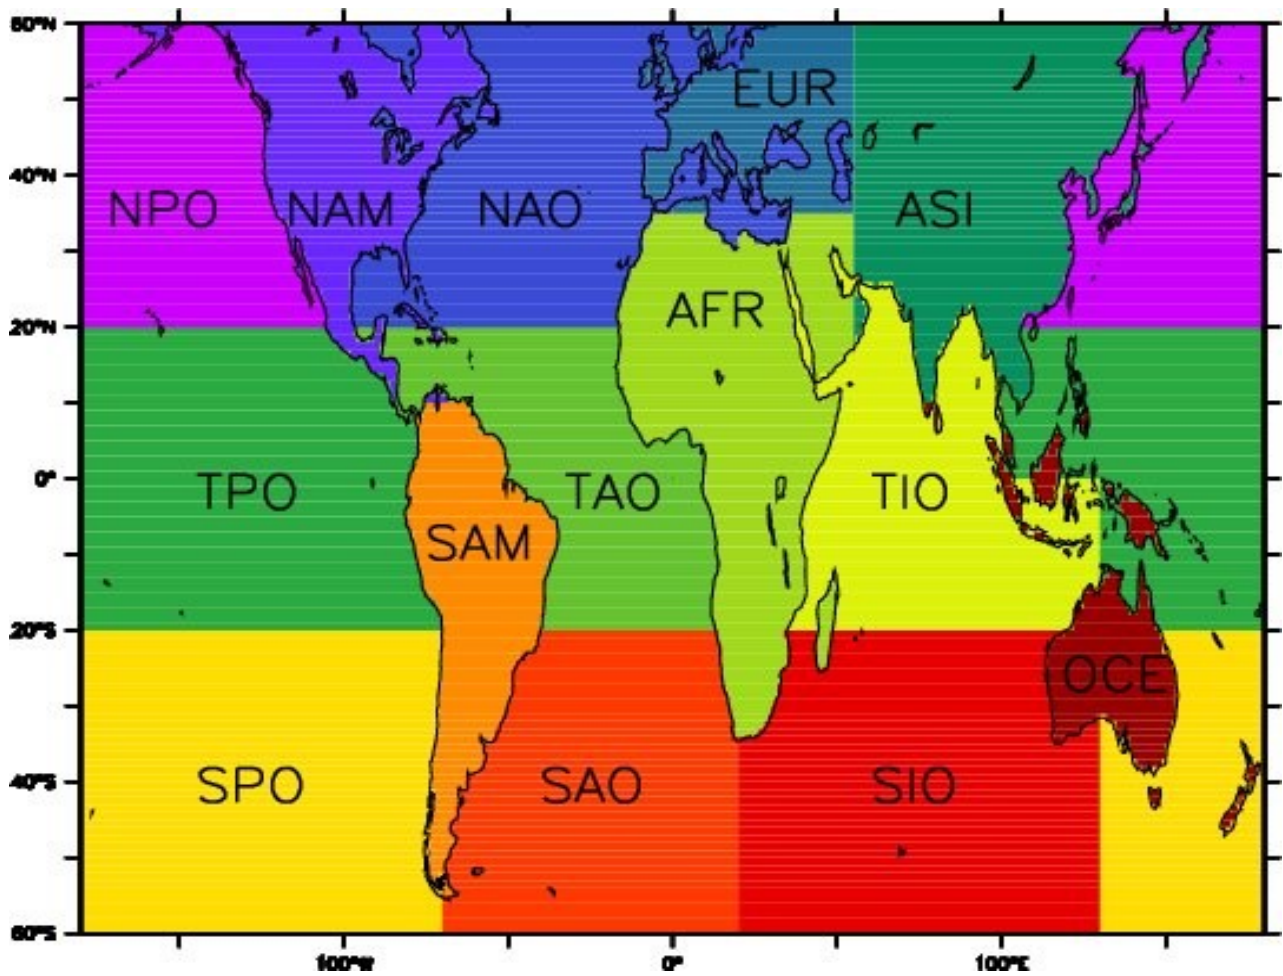 60°N
EUR
40°N
NPO NAM NAO ASI
AFR
20°N
0°
TPO TAO TIO
SAM
20°S
OCE
SPO SAO SIO
40°S
60°S
100°W 0° 100°E